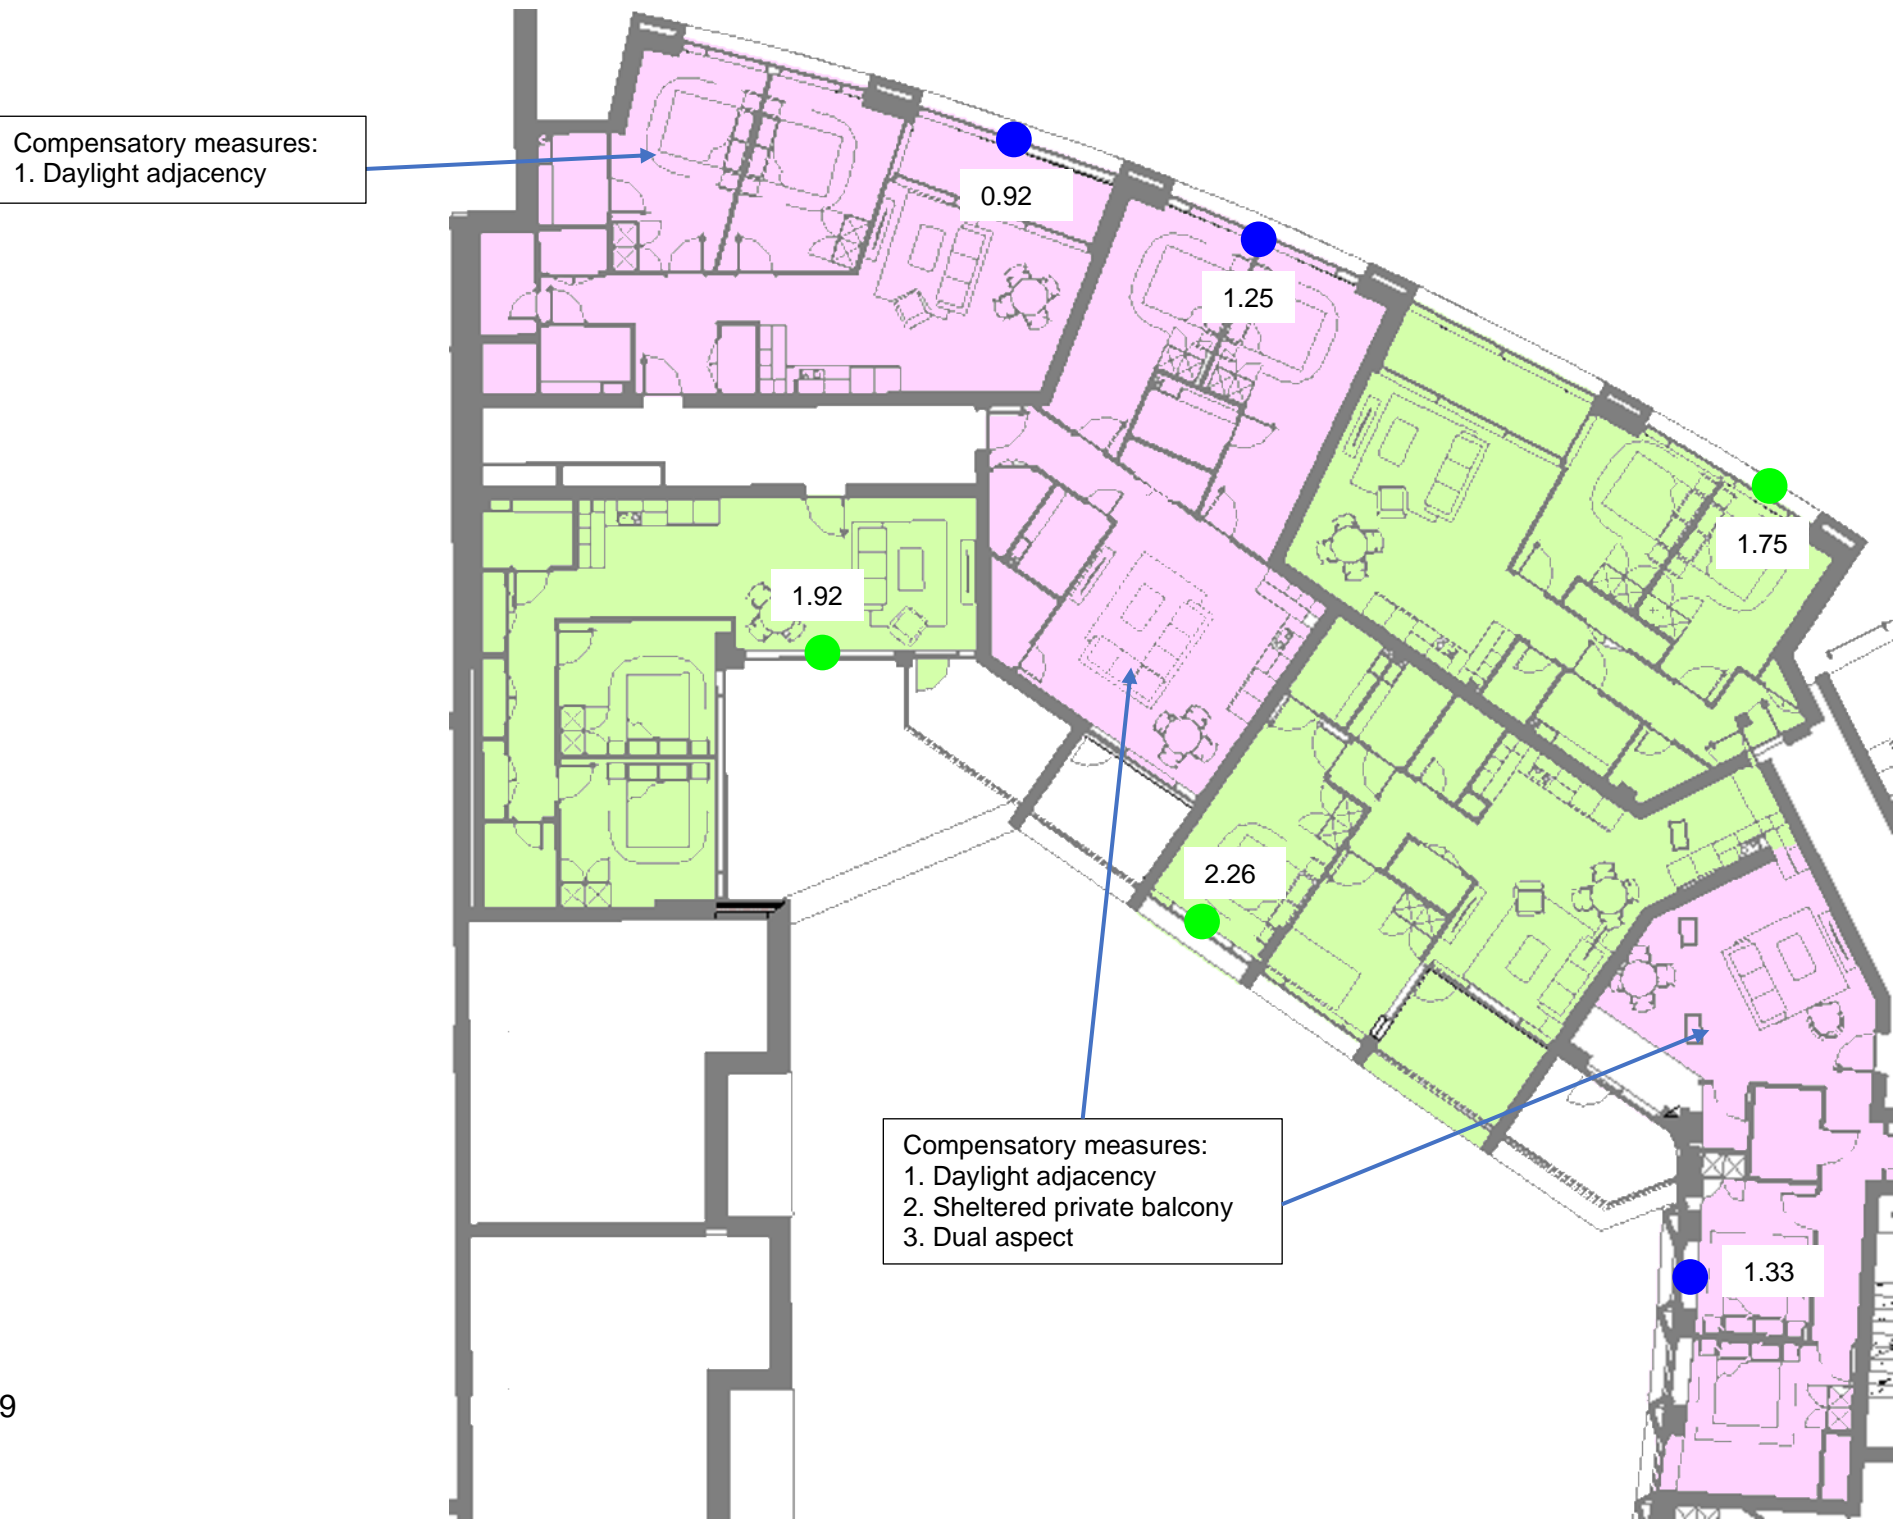 Compensatory measures:
1. Daylight adjacency
0.92
1.25
1.75
1.92
2.26
Compensatory measures:
1. Daylight adjacency
2. Sheltered private balcony
3. Dual aspect
1.33
9